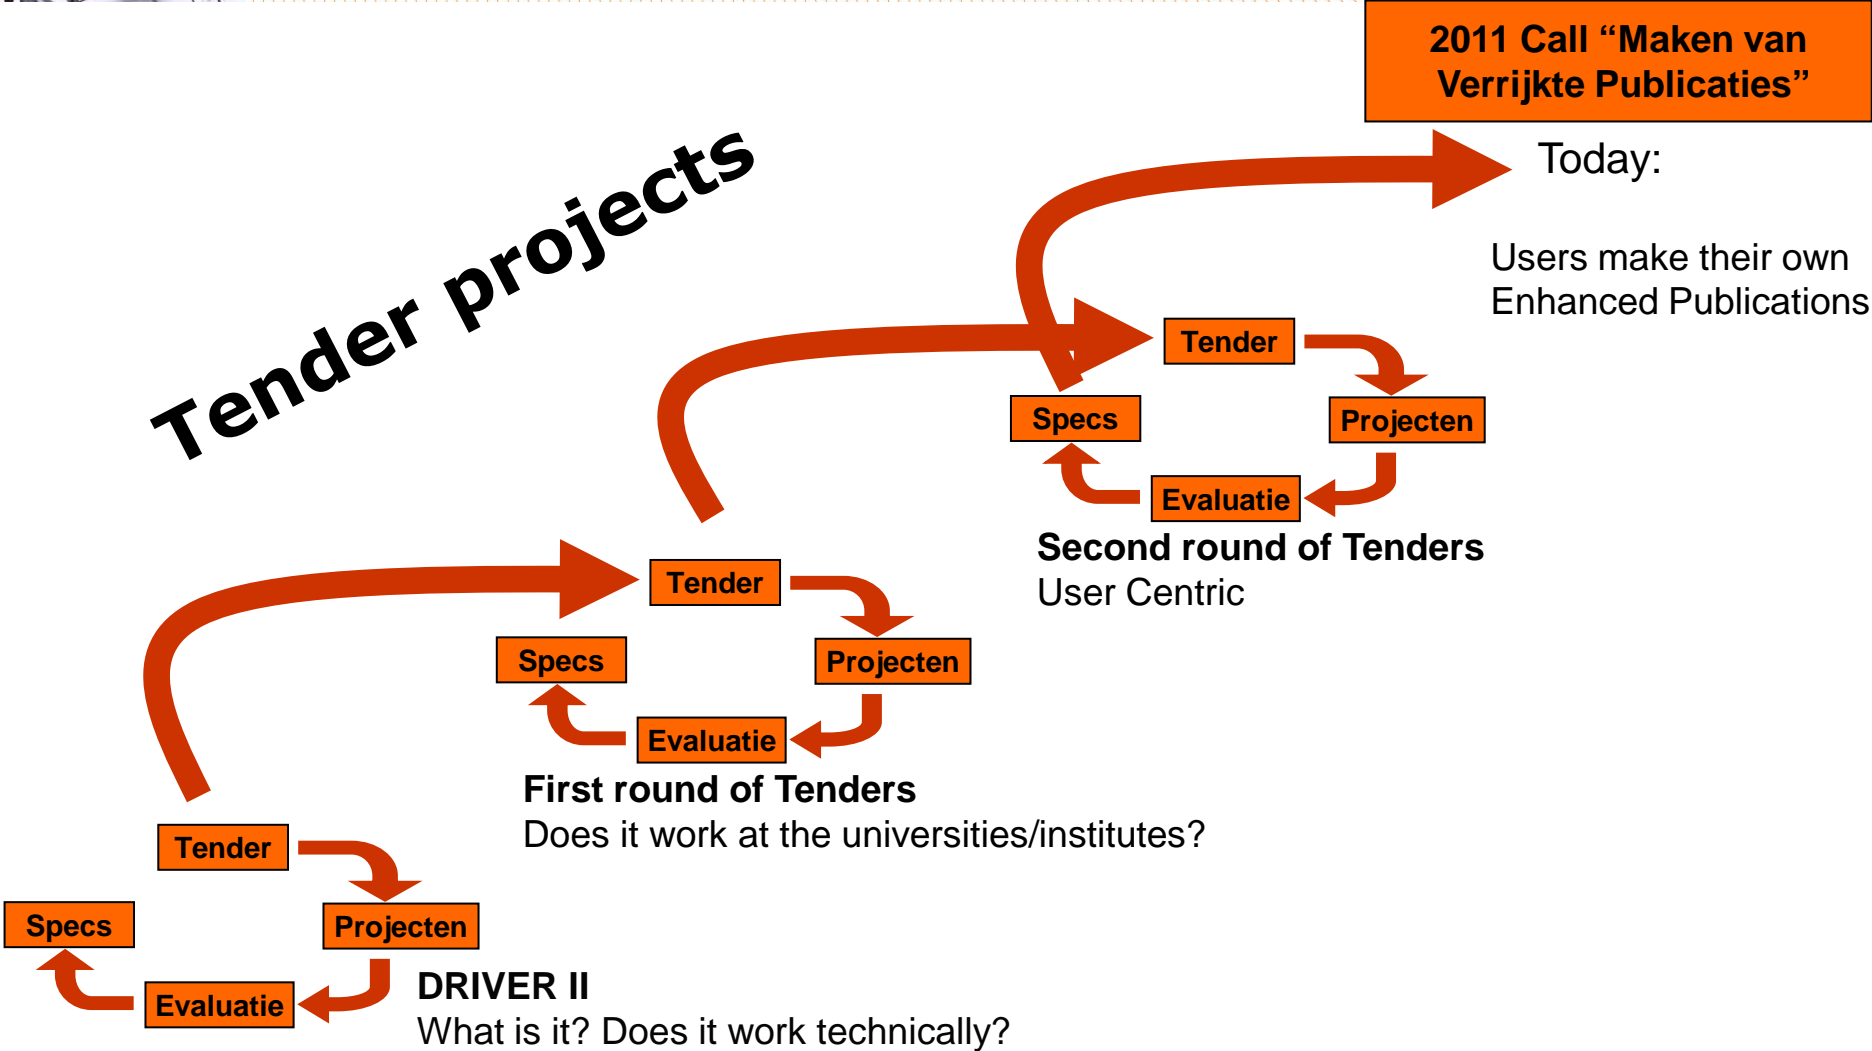 2011 Call “Maken van
Verrijkte Publicaties”
Today:
Users make their own
Enhanced Publications
Tender projects
Tender
Specs
Projecten
Evaluatie
Second round of Tenders
User Centric
Tender
Specs
Projecten
Evaluatie
First round of Tenders
Does it work at the universities/institutes?
Tender
Specs
Projecten
Evaluatie
DRIVER II
What is it? Does it work technically?